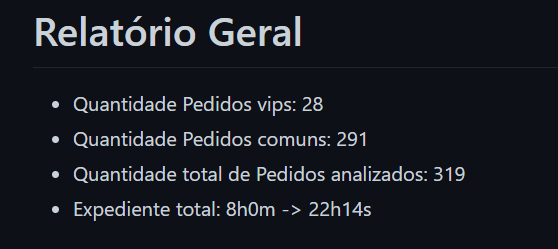 Relatório Geral
Quantidade Pedidos vips: 28
Quantidade Pedidos comuns: 291
Quantidade total de Pedidos analizados: 319
Expediente total: 8h0m -> 22h14s